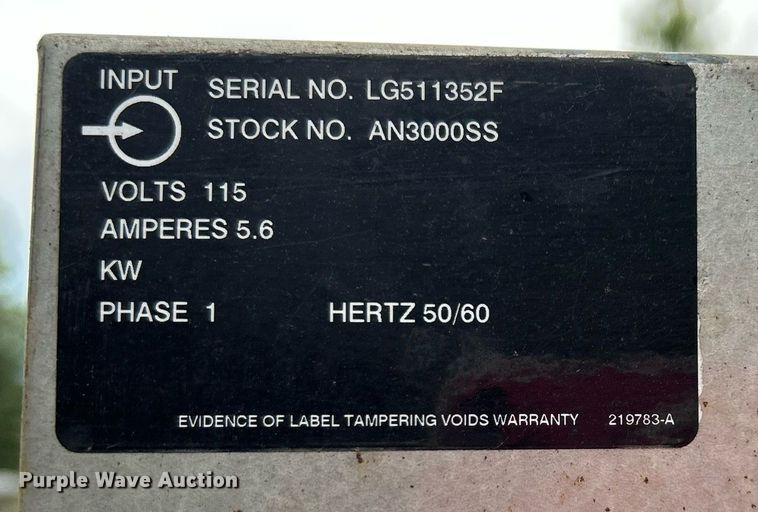 INPUT
SERIAL NO. LG511352F
STOCK NO. AN3000SS
VOLTS 115
AMPERES 5.6
KW
PHASE 1 HERTZ 50/60
EVIDENCE OF LABEL TAMPERING VOIDS WARRANTY 219783-A
Purple Wave Auction